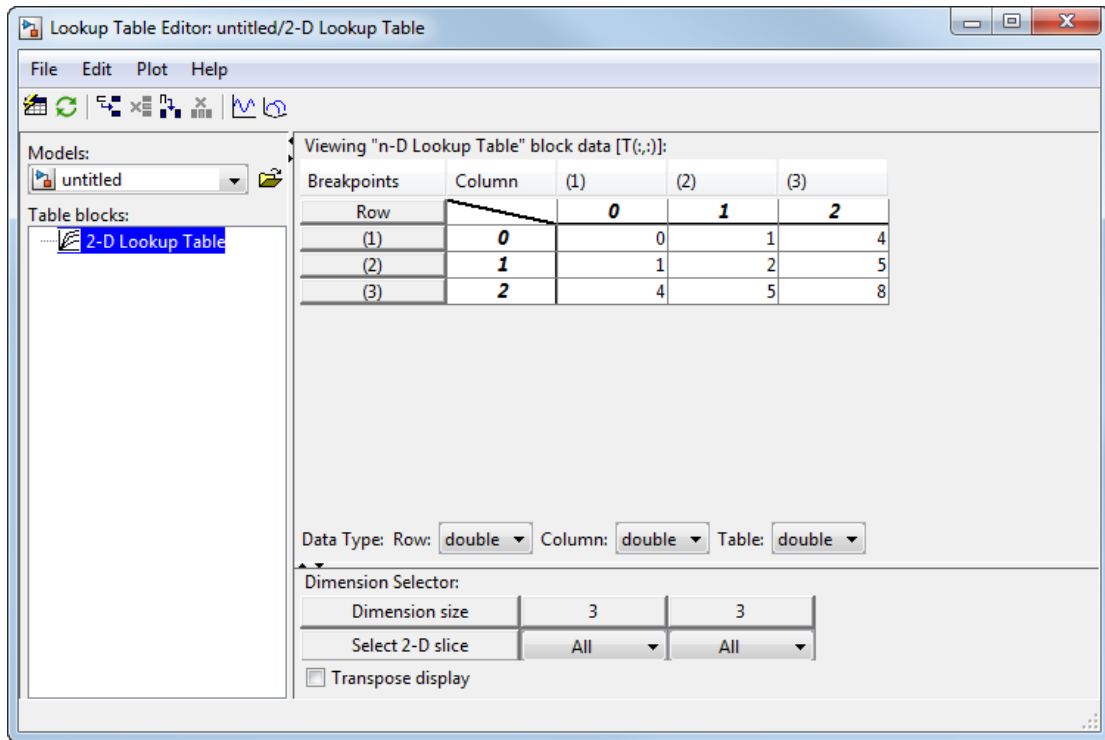 Lookup Table Editor: untitled/2-D Lookup Table
File Edit Plot Help
Models:
untitled
Table blocks:
2-D Lookup Table
Viewing "n-D Lookup Table" block data [T(:,:)]:
Breakpoints Column (1) (2) (3)
Row 0 1 2
(1) 0 0 1 4
(2) 1 1 2 5
(3) 2 4 5 8
Data Type: Row: double Column: double Table: double
Dimension Selector:
Dimension size 3 3
Select 2-D slice All All
Transpose display